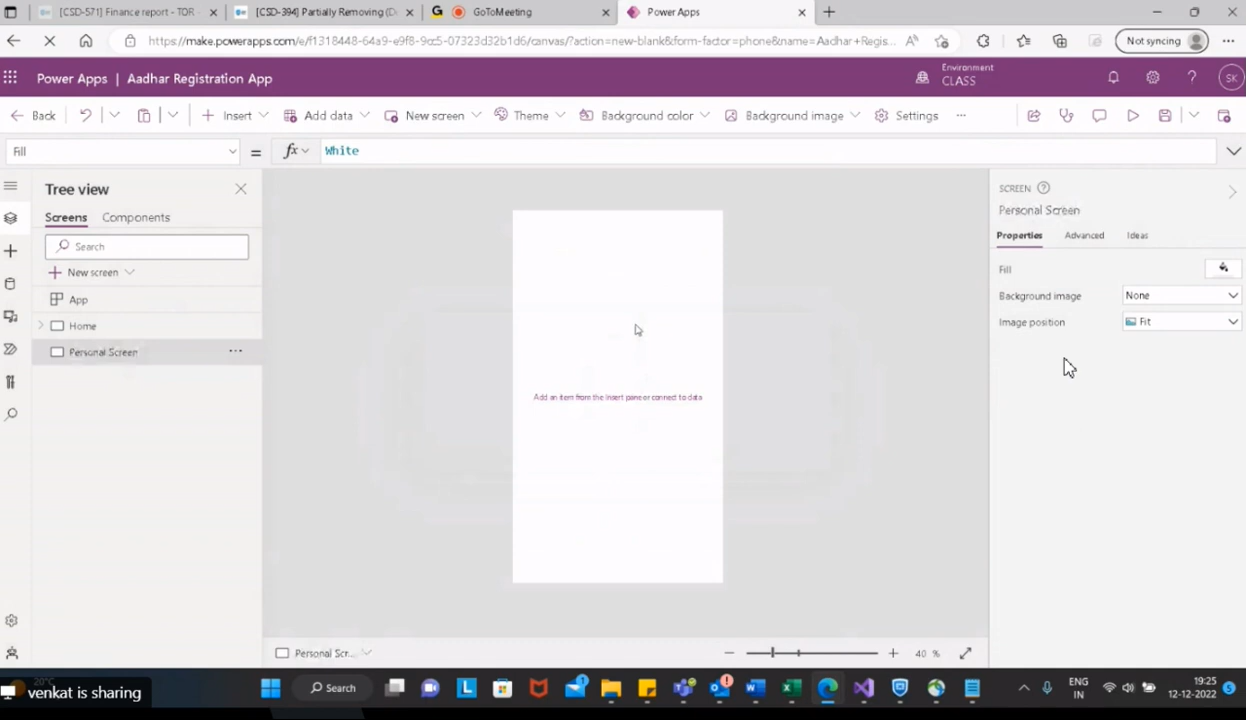 [CSD-571] Finance report - TOR
[CSD-394] Partially Removing (De
GoToMeeting
Power Apps
https://make.powerapps.com/e/f1318448-64a9-e9f8-9cc5-07323d32b1d6/canvas/?action=new-blank&form-factor=phone&name=Aadhar+Regis...
Not syncing
Power Apps | Aadhar Registration App
Environment
CLASS
SK
Back
Insert
Add data
New screen
Theme
Background color
Background image
Settings
Fill
=
fx
White
Tree view
Screens
Components
Search
New screen
App
Home
Personal Screen
Add an item from the Insert pane or connect to data
SCREEN
Personal Screen
Properties
Advanced
Ideas
Fill
Background image
None
Image position
Fit
Personal Scr...
40 %
venkat is sharing
Search
ENG
IN
19:25
12-12-2022